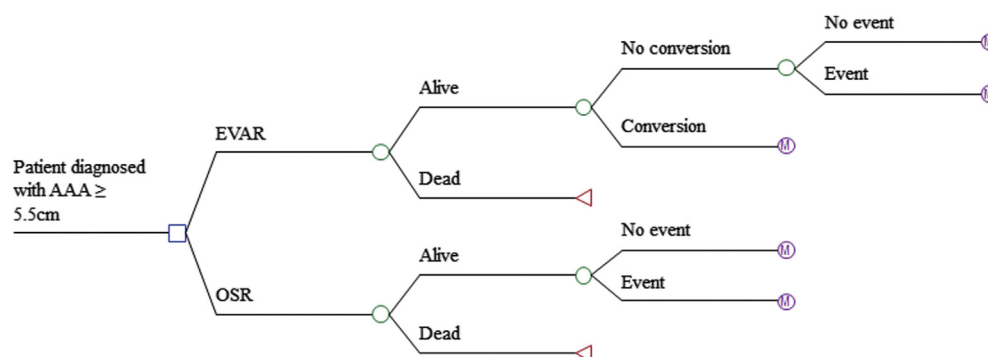 No event
No conversion
Event
Alive
Conversion
EVAR
Patient diagnosed
with AAA ≥
5.5cm
Dead
No event
Alive
Event
OSR
Dead
M
M
M
M
M